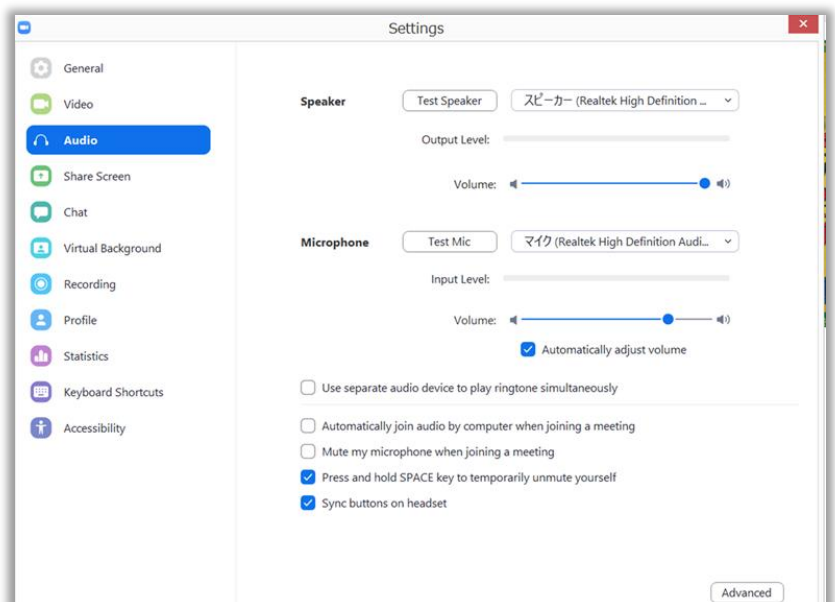 Settings
General
Video
Audio
Share Screen
Chat
Virtual Background
Recording
Profile
Statistics
Keyboard Shortcuts
Accessibility
Speaker
Test Speaker
スピーカー (Realtek High Definition ...
Output Level:
Volume:
Microphone
Test Mic
マイク (Realtek High Definition Audi...
Input Level:
Volume:
Automatically adjust volume
Use separate audio device to play ringtone simultaneously
Automatically join audio by computer when joining a meeting
Mute my microphone when joining a meeting
Press and hold SPACE key to temporarily unmute yourself
Sync buttons on headset
Advanced